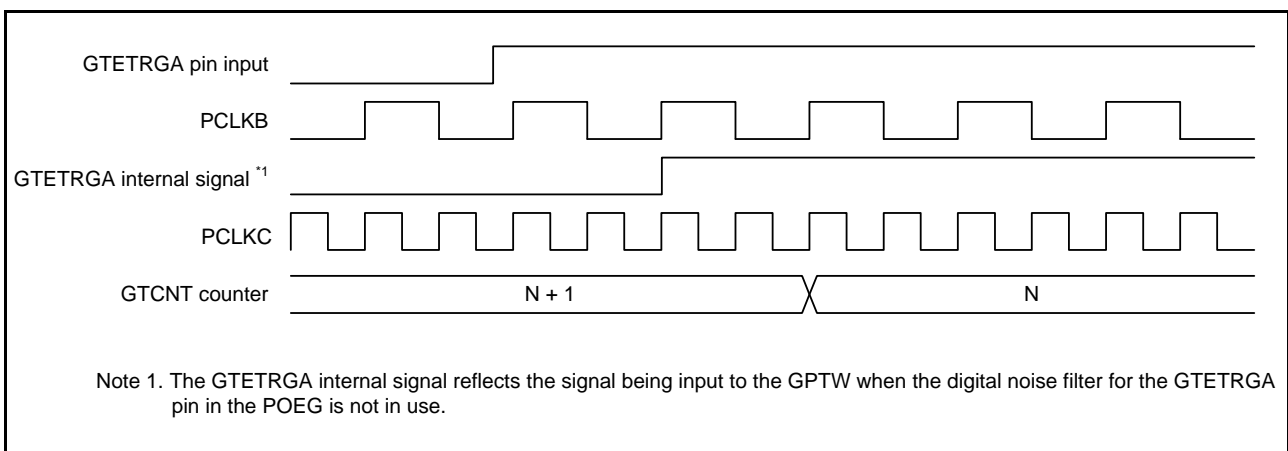 GTETRGA pin input
PCLKB
GTETRGA internal signal *1
PCLKC
GTCNT counter
N + 1
N
Note 1. The GTETRGA internal signal reflects the signal being input to the GPTW when the digital noise filter for the GTETRGA
pin in the POEG is not in use.